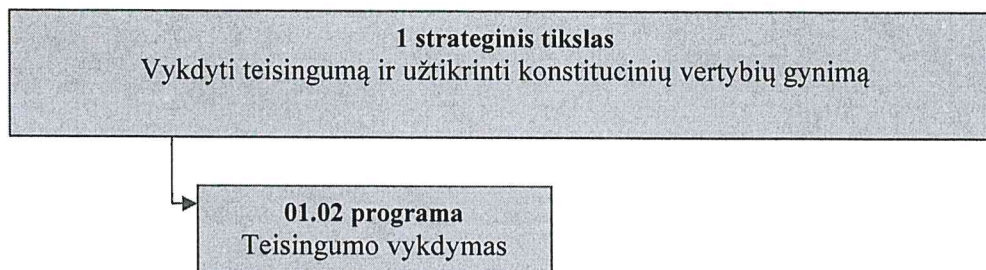 1 strateginis tikslas
Vykdyti teisingumą ir užtikrinti konstitucinių vertybių gynimą
01.02 programa
Teisingumo vykdymas